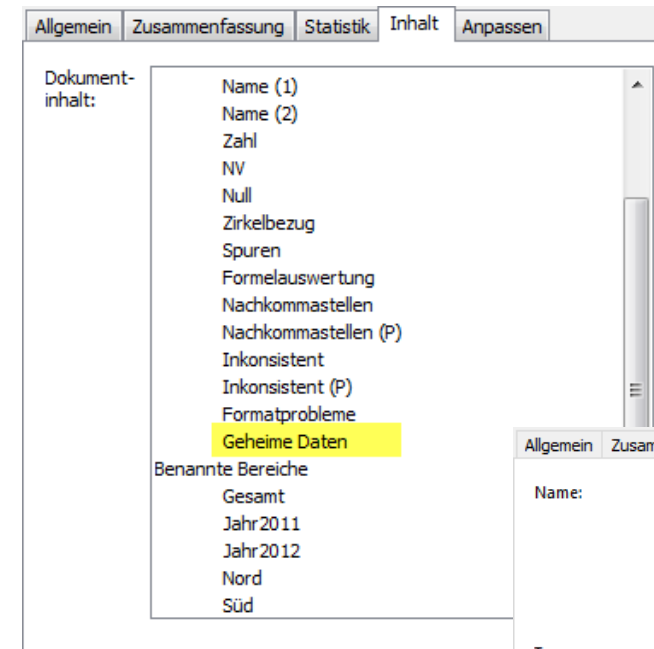 Allgemein Zusammenfassung Statistik Inhalt Anpassen
Dokument-
inhalt:
Name (1)
Name (2)
Zahl
NV
Null
Zirkelbezug
Spuren
Formelauswertung
Nachkommastellen
Nachkommastellen (P)
Inkonsistent
Inkonsistent (P)
Formatprobleme
Geheime Daten
Benannte Bereiche
Gesamt
Jahr2011
Jahr2012
Nord
Süd
Allgemein Zusam
Name: